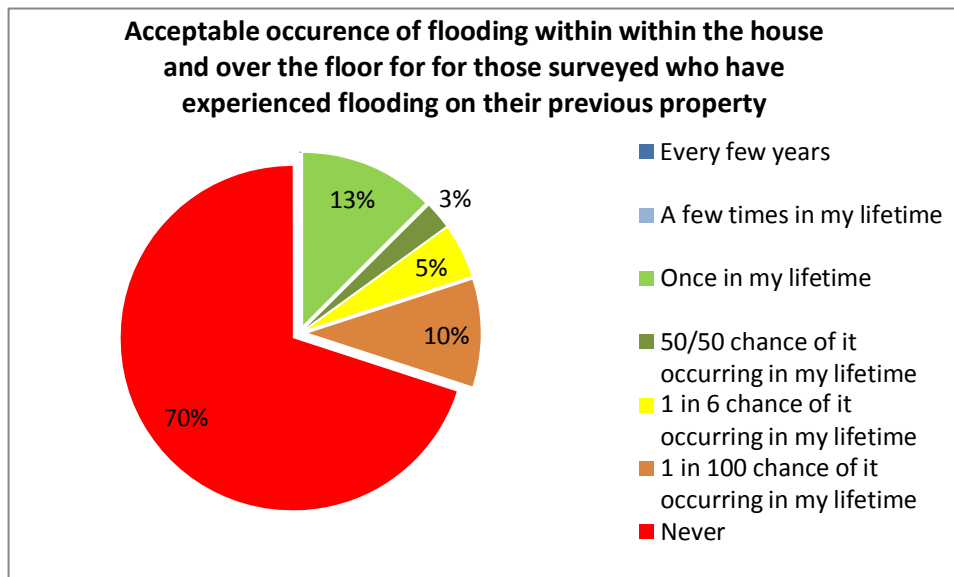 Acceptable occurence of flooding within within the house
and over the floor for for those surveyed who have
experienced flooding on their previous property
13%
3%
5%
10%
70%
Every few years
A few times in my lifetime
Once in my lifetime
50/50 chance of it
occurring in my lifetime
1 in 6 chance of it
occurring in my lifetime
1 in 100 chance of it
occurring in my lifetime
Never